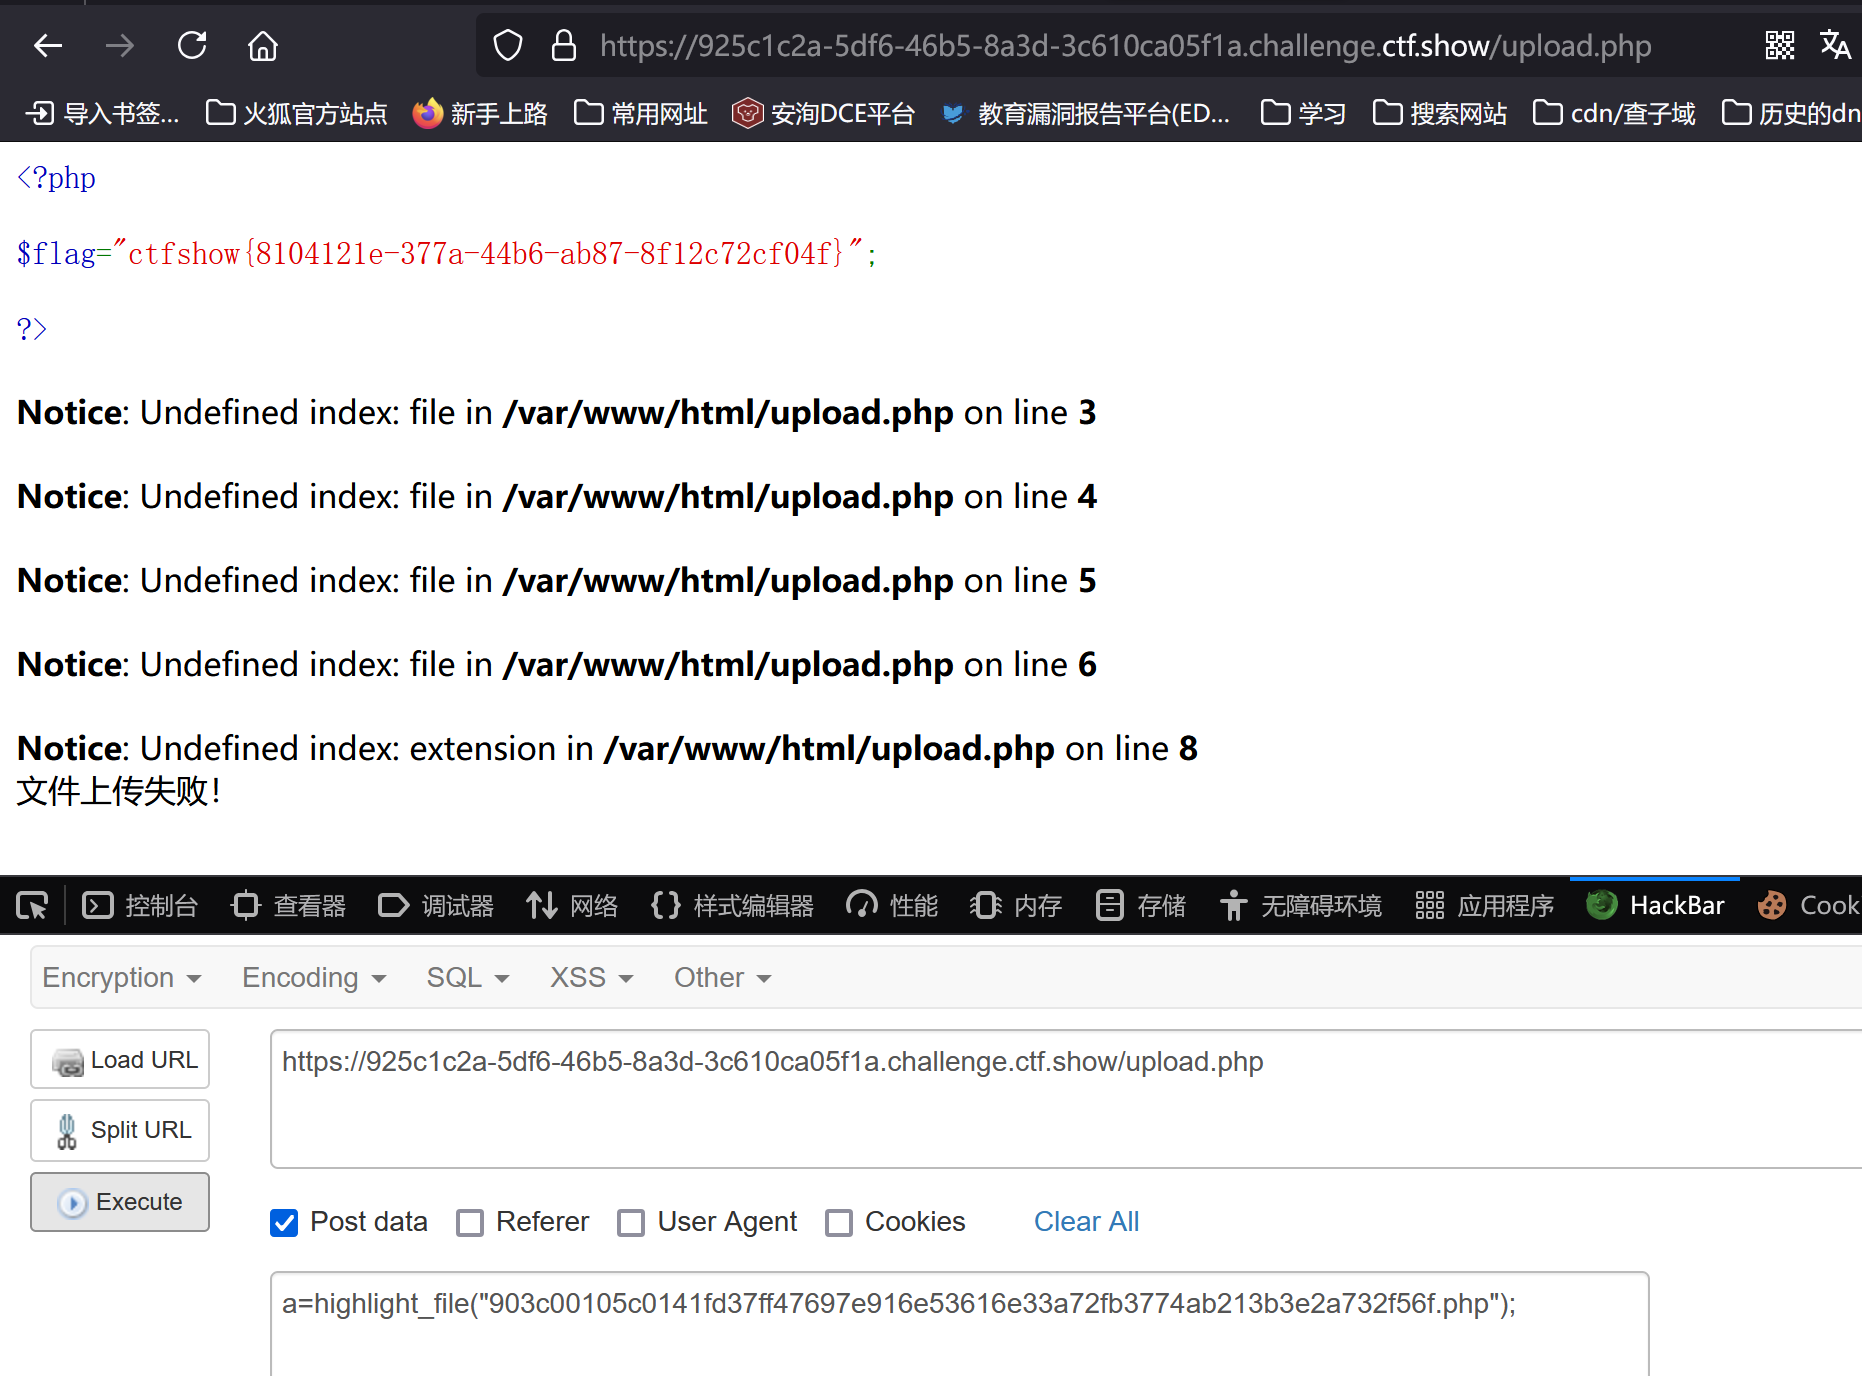 https://925c1c2a-5df6-46b5-8a3d-3c610ca05f1a.challenge.ctf.show/upload.php
导入书签... 火狐官方站点 新手上路 常用网址 安洵DCE平台 教育漏洞报告平台(ED... 学习 搜索网站 cdn/查子域 历史的dn
<?php
$flag="ctfshow{8104121e-377a-44b6-ab87-8f12c72cf04f}";
?>
Notice: Undefined index: file in /var/www/html/upload.php on line 3
Notice: Undefined index: file in /var/www/html/upload.php on line 4
Notice: Undefined index: file in /var/www/html/upload.php on line 5
Notice: Undefined index: file in /var/www/html/upload.php on line 6
Notice: Undefined index: extension in /var/www/html/upload.php on line 8
文件上传失败!
控制台 查看器 调试器 网络 样式编辑器 性能 内存 存储 无障碍环境 应用程序 HackBar Cook
Encryption Encoding SQL XSS Other
Load URL
https://925c1c2a-5df6-46b5-8a3d-3c610ca05f1a.challenge.ctf.show/upload.php
Split URL
Execute
Post data Referer User Agent Cookies Clear All
a=highlight_file("903c00105c0141fd37ff47697e916e53616e33a72fb3774ab213b3e2a732f56f.php");